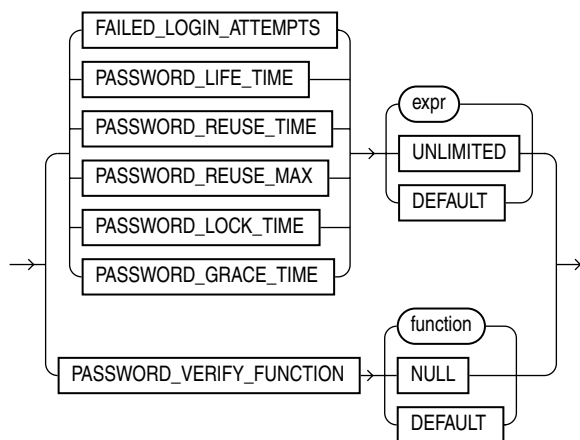 FAILED_LOGIN_ATTEMPTS
PASSWORD_LIFE_TIME
PASSWORD_REUSE_TIME
PASSWORD_REUSE_MAX
PASSWORD_LOCK_TIME
PASSWORD_GRACE_TIME
expr
UNLIMITED
DEFAULT
PASSWORD_VERIFY_FUNCTION
function
NULL
DEFAULT